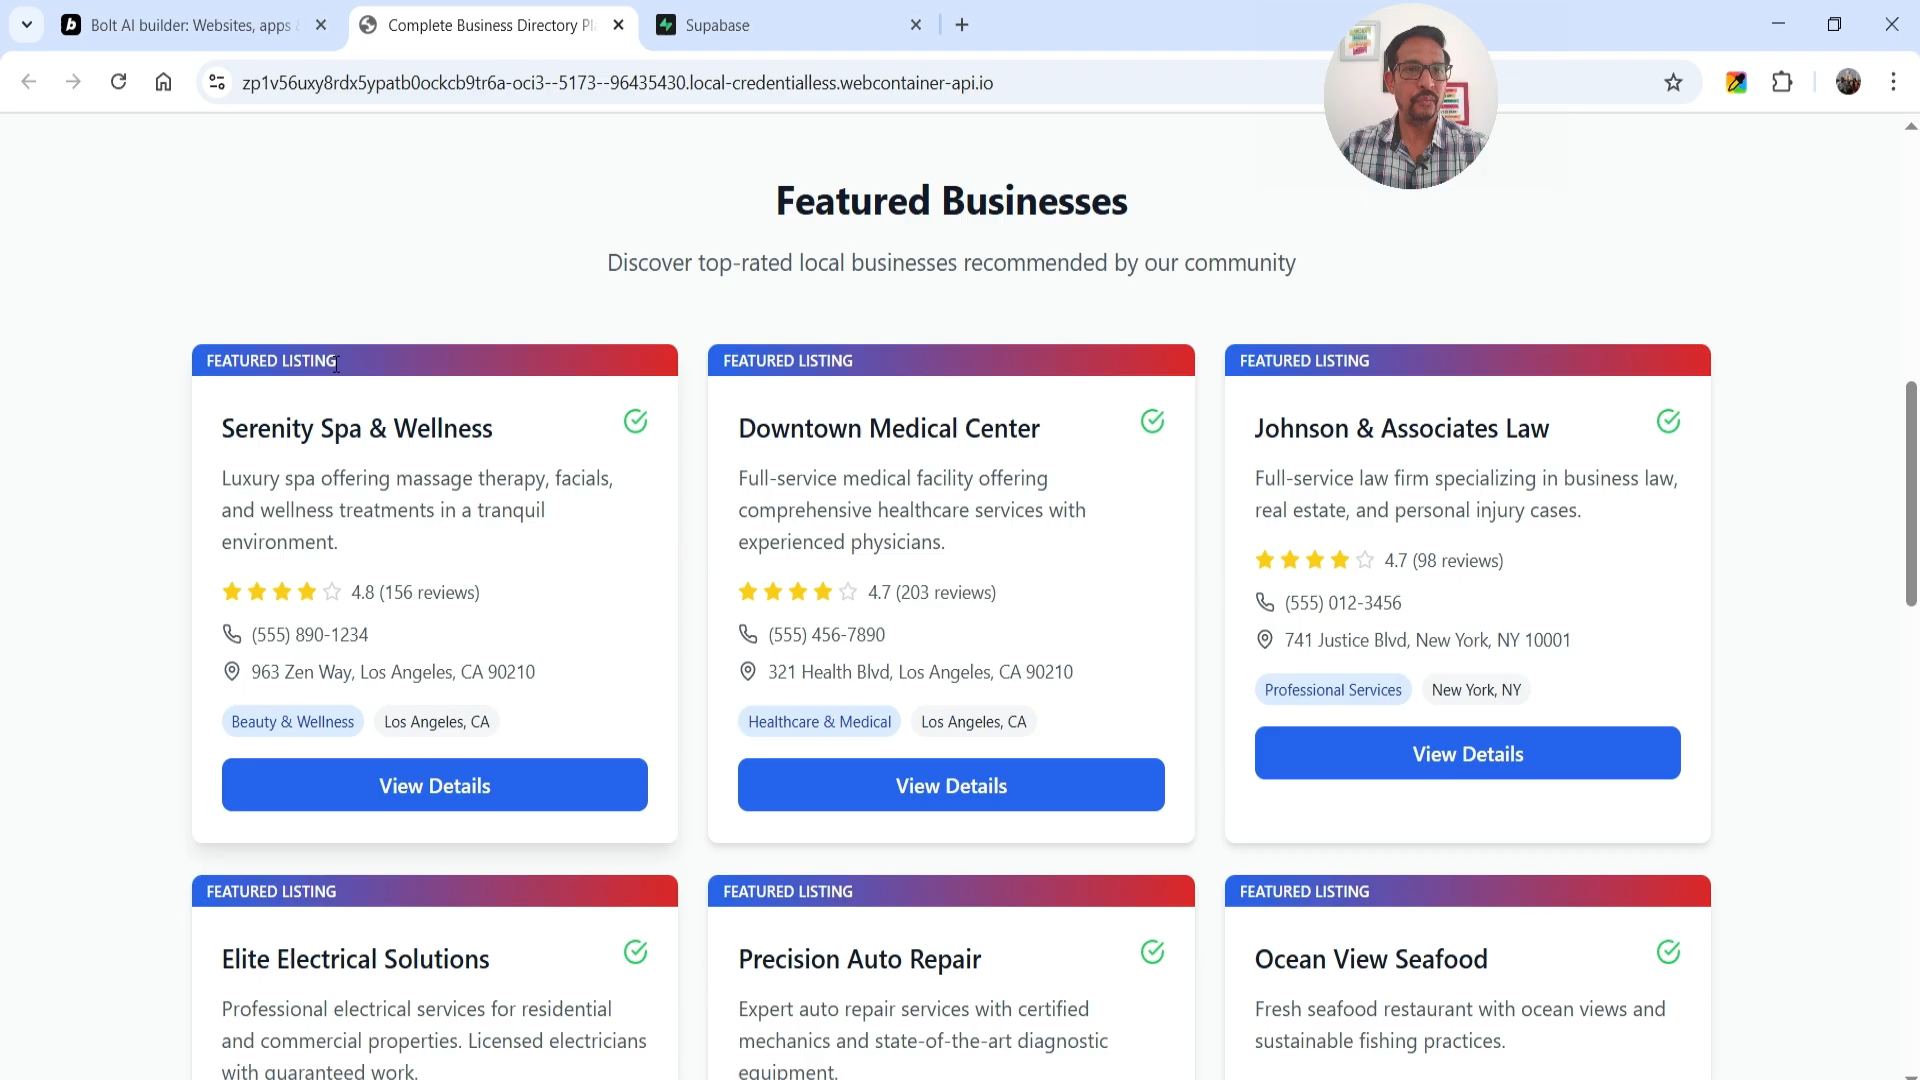 Bolt AI builder: Websites, apps
Complete Business Directory Pl
Supabase
zp1v56uxy8rdx5ypatb0ockcb9tr6a-oci3--5173--96435430.local-credentialless.webcontainer-api.io
Featured Businesses
Discover top-rated local businesses recommended by our community
FEATURED LISTING
Serenity Spa & Wellness
Luxury spa offering massage therapy, facials,
and wellness treatments in a tranquil
environment.
4.8 (156 reviews)
(555) 890-1234
963 Zen Way, Los Angeles, CA 90210
Beauty & Wellness
Los Angeles, CA
View Details
FEATURED LISTING
Downtown Medical Center
Full-service medical facility offering
comprehensive healthcare services with
experienced physicians.
4.7 (203 reviews)
(555) 456-7890
321 Health Blvd, Los Angeles, CA 90210
Healthcare & Medical
Los Angeles, CA
View Details
FEATURED LISTING
Johnson & Associates Law
Full-service law firm specializing in business law,
real estate, and personal injury cases.
4.7 (98 reviews)
(555) 012-3456
741 Justice Blvd, New York, NY 10001
Professional Services
New York, NY
View Details
FEATURED LISTING
Elite Electrical Solutions
Professional electrical services for residential
and commercial properties. Licensed electricians
with guaranteed work.
FEATURED LISTING
Precision Auto Repair
Expert auto repair services with certified
mechanics and state-of-the-art diagnostic
equipment.
FEATURED LISTING
Ocean View Seafood
Fresh seafood restaurant with ocean views and
sustainable fishing practices.